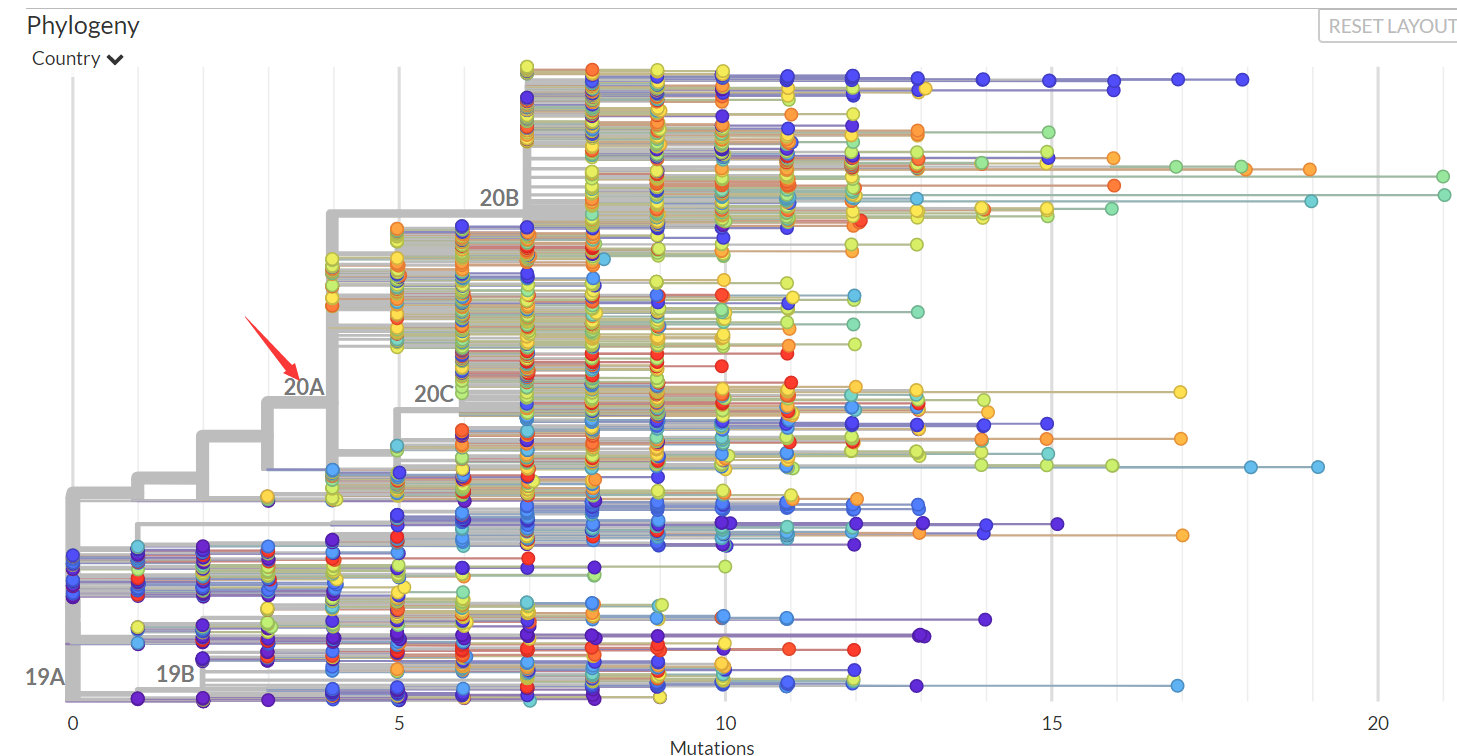 Phylogeny
RESET LAYOUT
Country
20B
20A
20C
19A
19B
0 5 10 15 20
Mutations